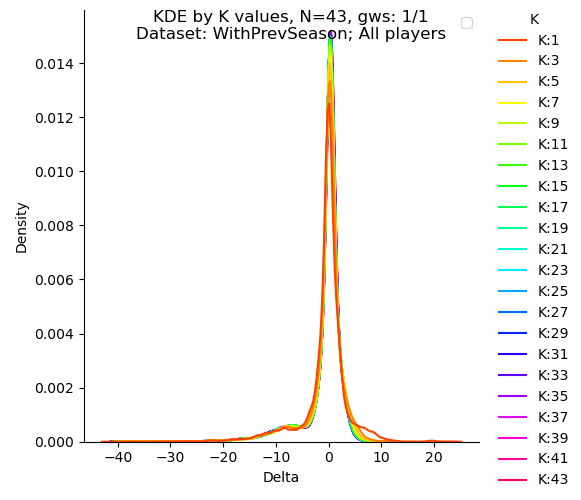 KDE by K values, N=43, gws: 1/1
Dataset: WithPrevSeason; All players
K
K:1
K:3
K:5
K:7
K:9
K:11
K:13
K:15
K:17
K:19
K:21
K:23
K:25
K:27
K:29
K:31
K:33
K:35
K:37
K:39
K:41
K:43
Density
0.014
0.012
0.010
0.008
0.006
0.004
0.002
0.000
−40
−30
−20
−10
0
10
20
Delta